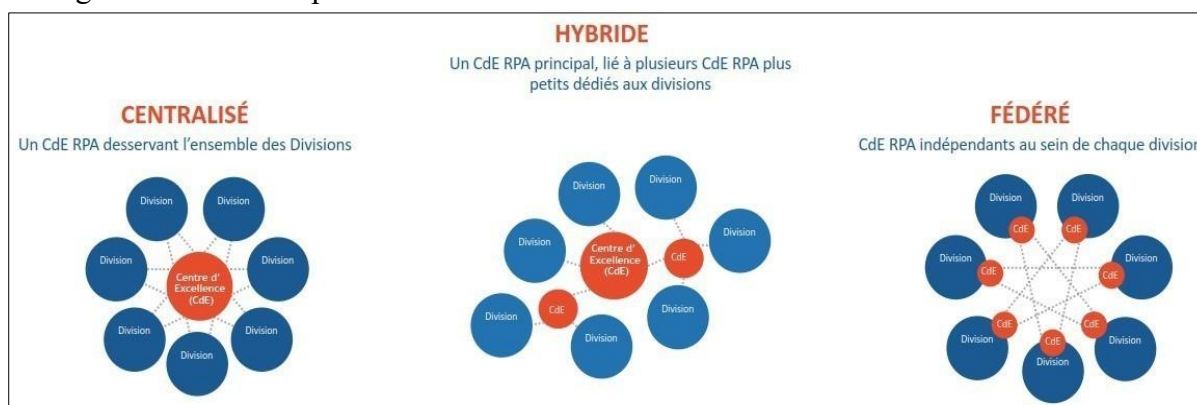 HYBRIDE
Un CdE RPA principal, lié à plusieurs CdE RPA plus
petits dédiés aux divisions
CENTRALISÉ
Un CdE RPA desservant l'ensemble des Divisions
Division
Division
Division
Division
Centre d'
Excellence
(CdE)
Division
Division
Division
Division
Division
Division
Division
Centre d'
Excellence
(CdE)
CdE
CdE
Division
Division
Division
FÉDÉRÉ
CdE RPA indépendants au sein de chaque division
Division
Division
CdE
CdE
Division
Division
CdE
CdE
CdE
CdE
Division
Division
CdE
Division